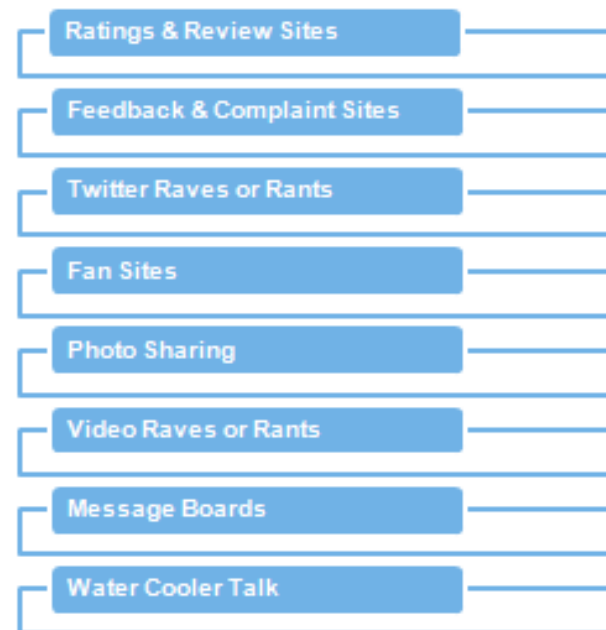 Ratings & Review Sites
Feedback & Complaint Sites
Twitter Raves or Rants
Fan Sites
Photo Sharing
Video Raves or Rants
Message Boards
Water Cooler Talk